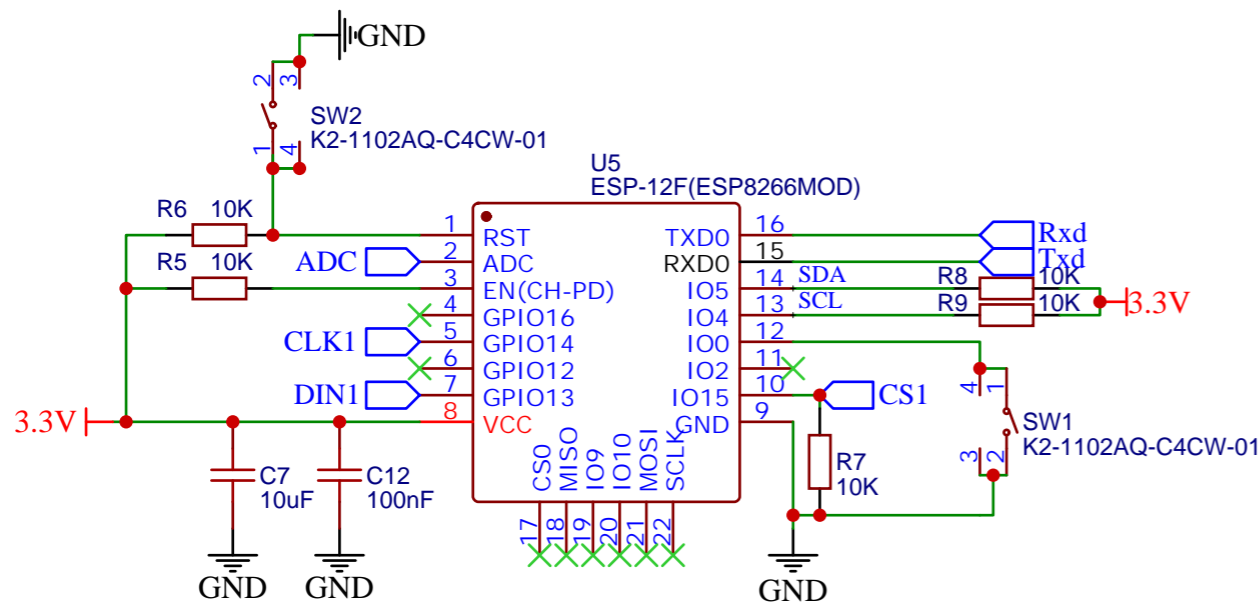 GND
2
3
SW2
K2-1102AQ-C4CW-01
1
4
U5
ESP-12F(ESP8266MOD)
R6 10K
1 RST
TXD0 16
Rxd
ADC
2 ADC
RXD0 15
Txd
R5 10K
3 EN(CH-PD)
IO5 14
SDA
R8 10K
4 GPIO16
IO4 13
SCL
R9 10K
3.3V
CLK1
5 GPIO14
IO0 12
6 GPIO12
IO2 11
4
1
DIN1
7 GPIO13
IO15 10
CS1
3.3V
8 VCC
GND 9
SW1
K2-1102AQ-C4CW-01
3
2
C7
10uF
C12
100nF
R7
10K
CS0
MISO
IO9
IO10
MOSI
SCLK
17
18
19
20
21
22
GND
GND
GND